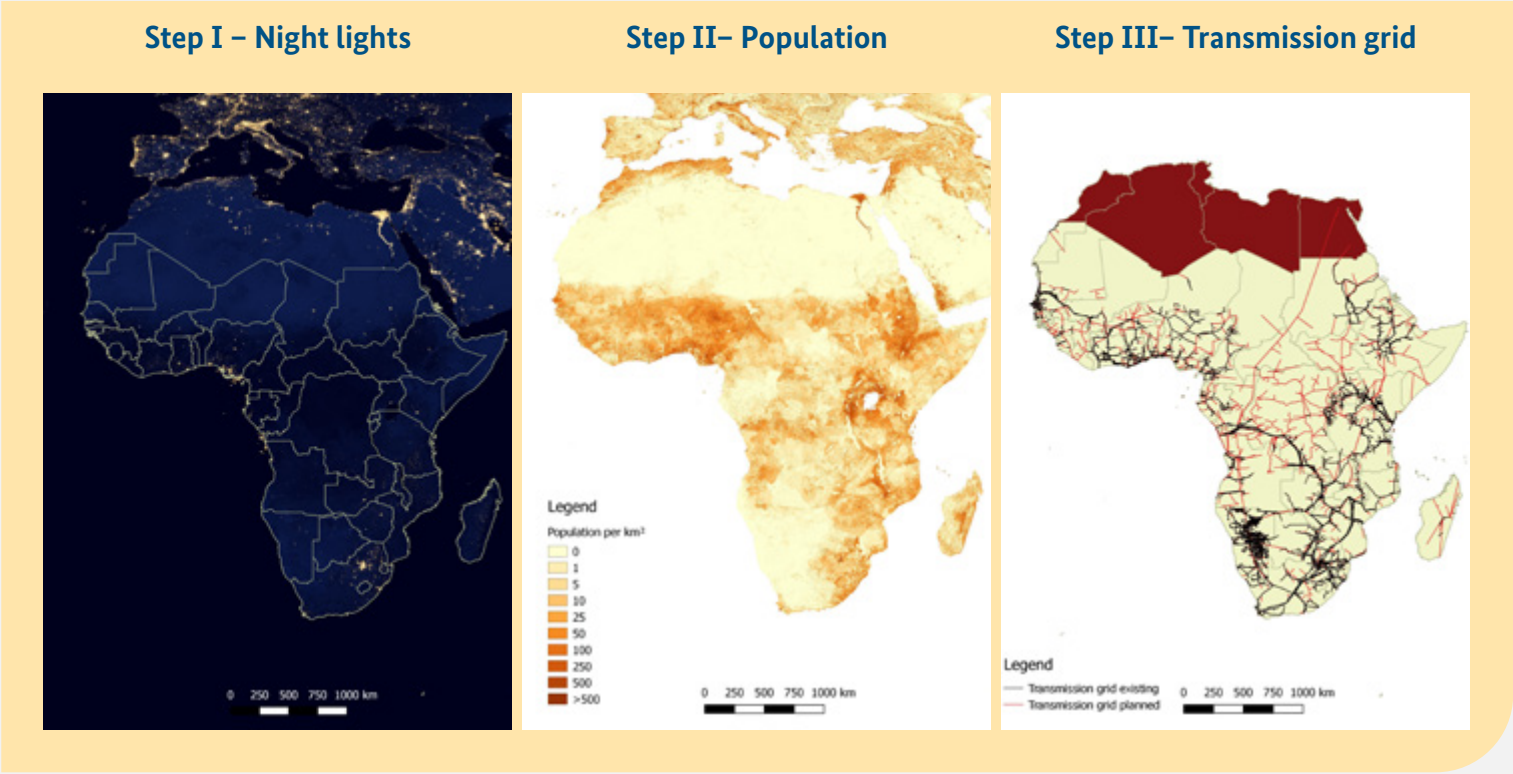 Step I – Night lights
Step II– Population
Step III– Transmission grid
0 250 500 750 1000 km
Legend
Population per km²
0
1
5
10
25
50
100
250
500
>500
0 250 500 750 1000 km
Legend
Transmission grid existing
Transmission grid planned
0 250 500 750 1000 km